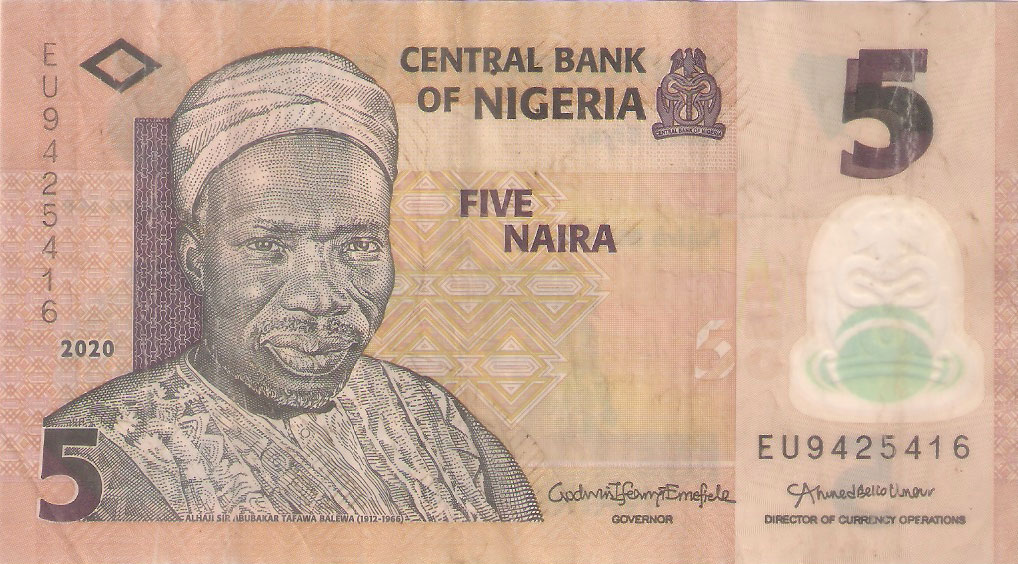 EU9425416
CENTRAL BANK
OF NIGERIA
CENTRAL BANK OF NIGERIA
5
FIVE
NAIRA
2020
5
5
EU9425416
Godwin Ifeanyi Emefiele
GOVERNOR
Ahmed Bello Umar
DIRECTOR OF CURRENCY OPERATIONS
ALHAJI SIR ABUBAKAR TAFAWA BALEWA (1912-1966)